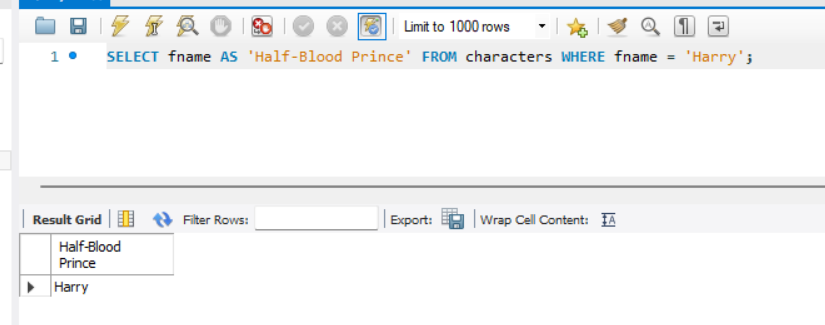 Limit to 1000 rows
1 SELECT fname AS 'Half-Blood Prince' FROM characters WHERE fname = 'Harry';
Result Grid Filter Rows: Export: Wrap Cell Content: IA
Half-Blood
Prince
Harry